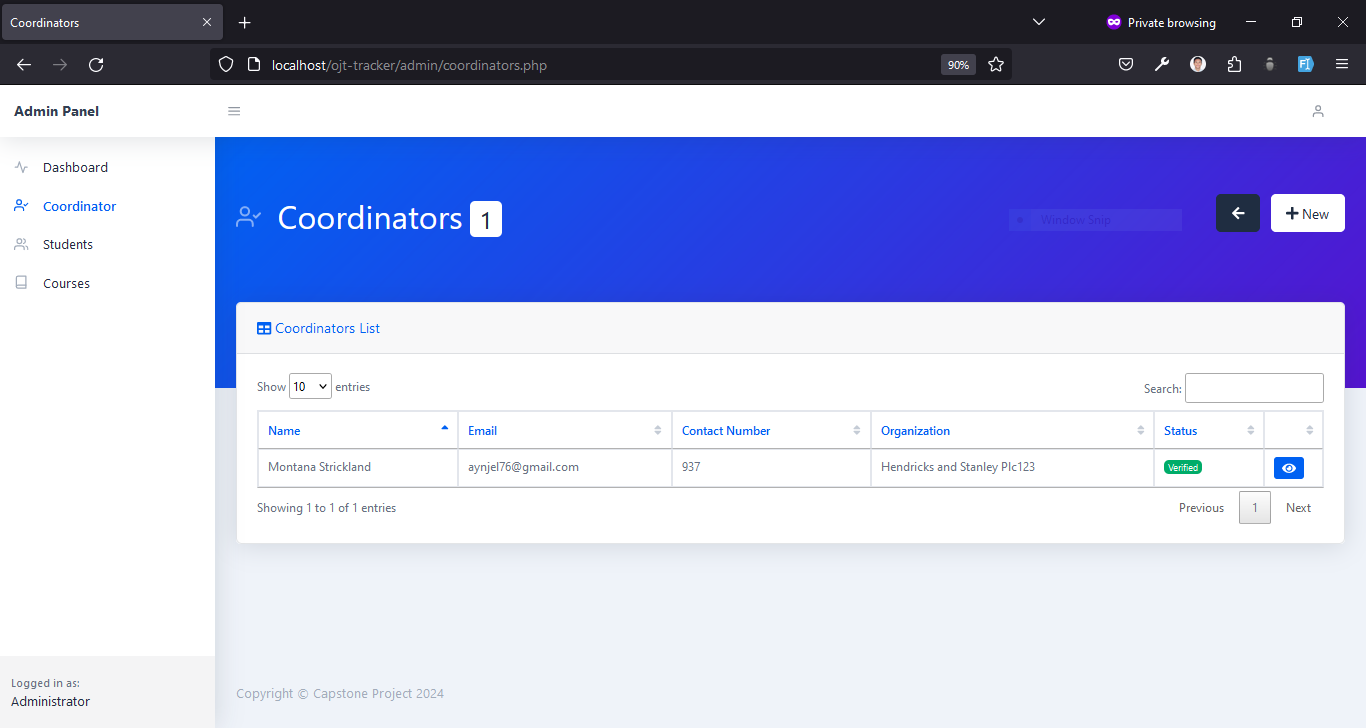 Coordinators
Private browsing
localhost/ojt-tracker/admin/coordinators.php
90%
Admin Panel
Dashboard
Coordinator
Students
Courses
Coordinators 1
Window Snip
New
Coordinators List
Show 10 entries
Search:
Name Email Contact Number Organization Status
Montana Strickland aynjel76@gmail.com 937 Hendricks and Stanley Plc123 Verified
Showing 1 to 1 of 1 entries
Previous 1 Next
Logged in as:
Administrator
Copyright © Capstone Project 2024